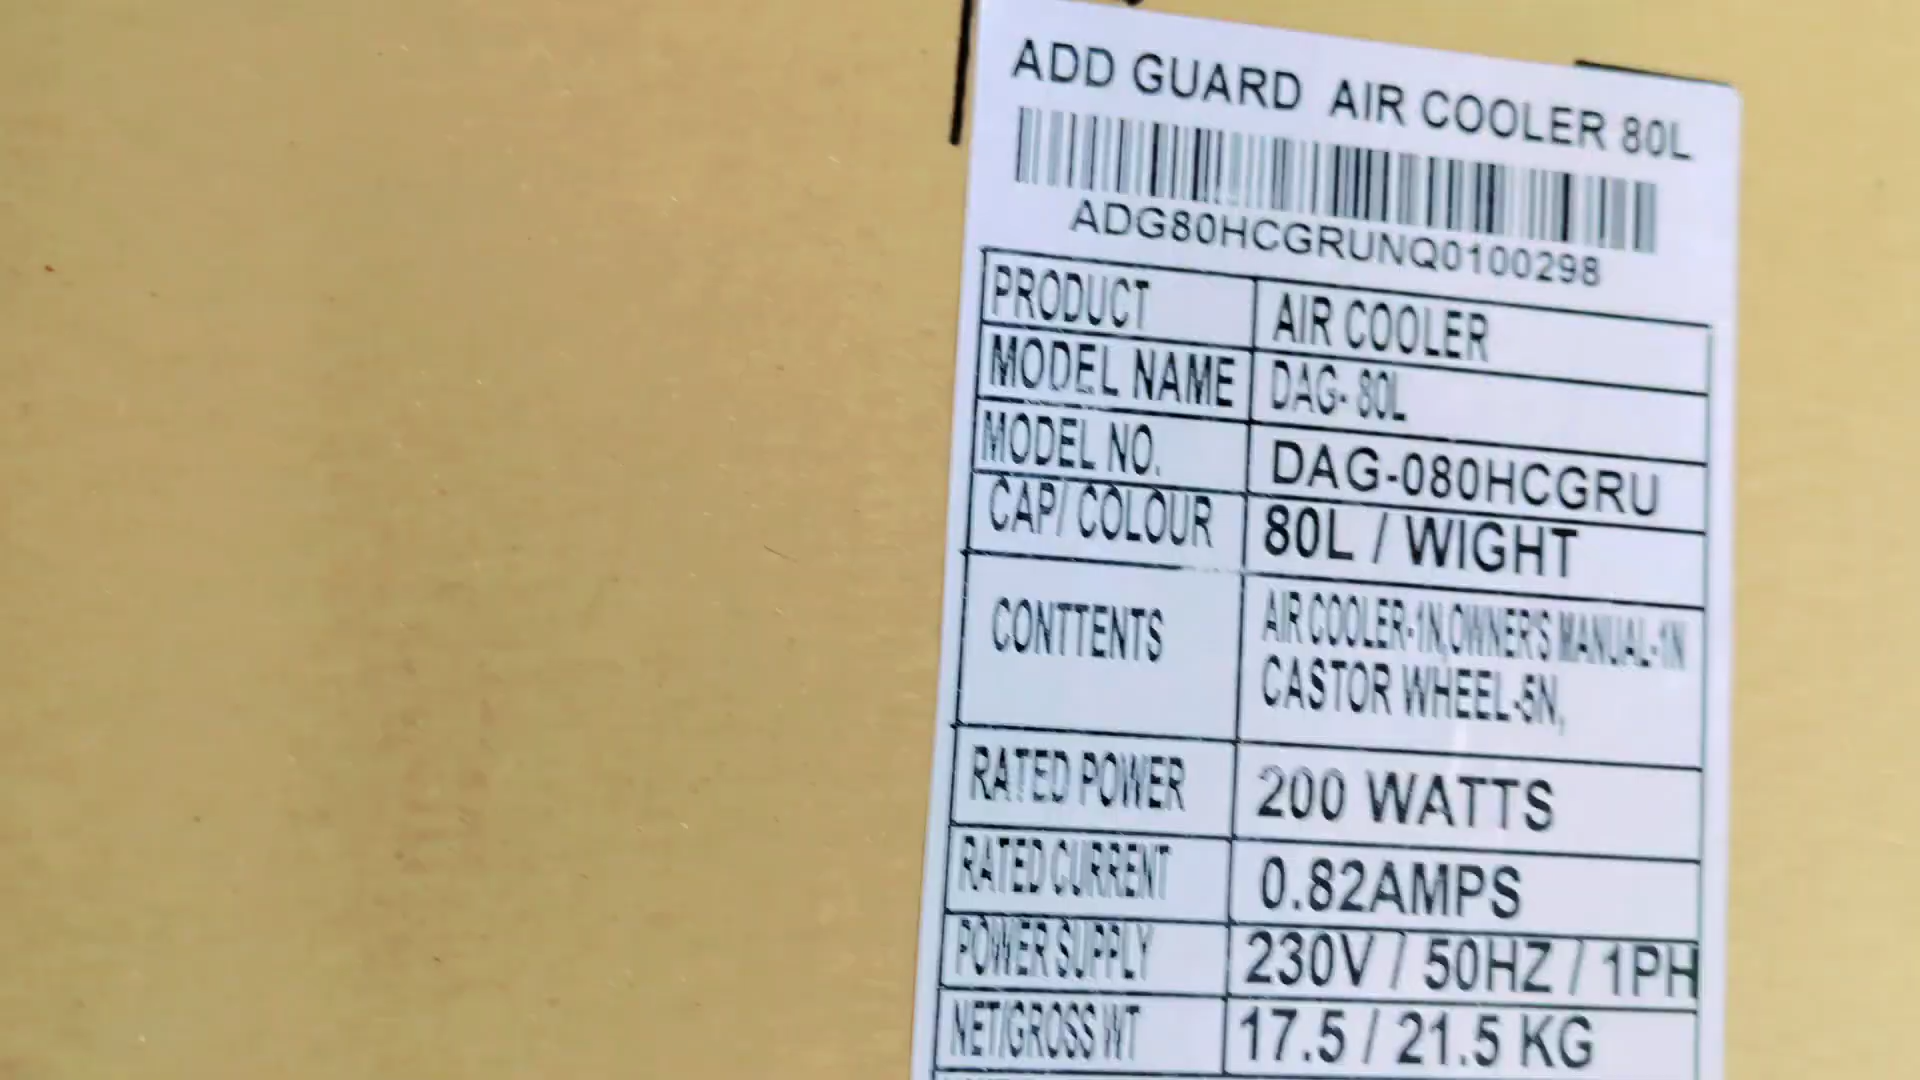 ADD GUARD AIR COOLER 80L
ADG80HCGRUNQ0100298
PRODUCT AIR COOLER
MODEL NAME DAG- 80L
MODEL NO. DAG-080HCGRU
CAP/ COLOUR 80L / WIGHT
CONTTENTS AIR COOLER-1N,OWNER'S MANUAL-1N
CASTOR WHEEL-5N,
RATED POWER 200 WATTS
RATED CURRENT 0.82AMPS
POWER SUPPLY 230V / 50HZ / 1PH
NET/GROSS WT 17.5 / 21.5 KG